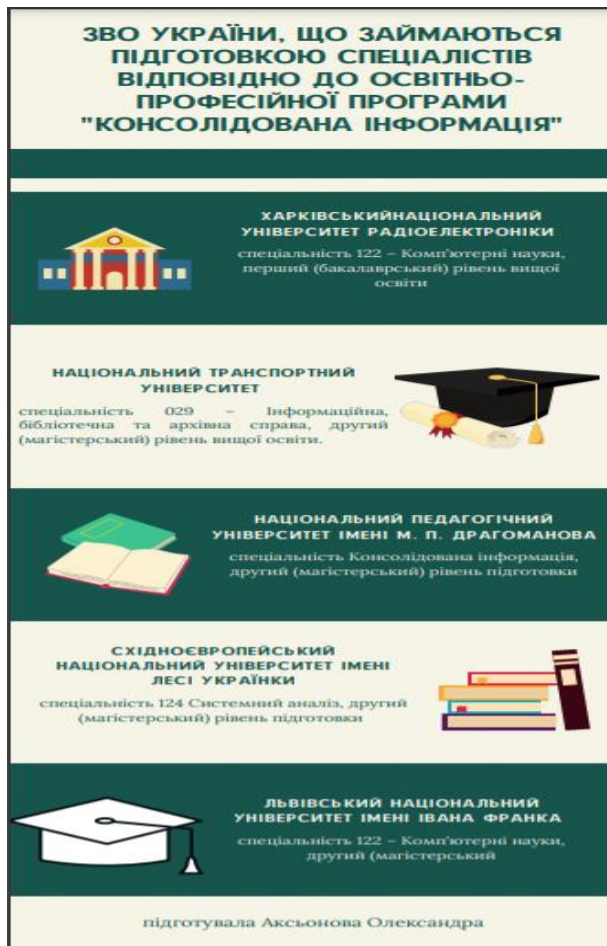 ЗВО УКРАЇНИ, ЩО ЗАЙМАЮТЬСЯ
ПІДГОТОВКОЮ СПЕЦІАЛІСТІВ
ВІДПОВІДНО ДО ОСВІТНЬО-
ПРОФЕСІЙНОЇ ПРОГРАМИ
"КОНСОЛІДОВАНА ІНФОРМАЦІЯ"
ХАРКІВСЬКИЙНАЦІОНАЛЬНИЙ
УНІВЕРСИТЕТ РАДІОЕЛЕКТРОНІКИ
спеціальність 122 – Комп'ютерні науки,
перший (бакалаврський) рівень вищої
освіти
НАЦІОНАЛЬНИЙ ТРАНСПОРТНИЙ
УНІВЕРСИТЕТ
спеціальність 029 – Інформаційна,
бібліотечна та архівна справа, другий
(магістерський) рівень вищої освіти.
НАЦІОНАЛЬНИЙ ПЕДАГОГІЧНИЙ
УНІВЕРСИТЕТ ІМЕНІ М. П. ДРАГОМАНОВА
спеціальність Консолідована інформація,
другий (магістерський) рівень підготовки
СХІДНОЄВРОПЕЙСЬКИЙ
НАЦІОНАЛЬНИЙ УНІВЕРСИТЕТ ІМЕНІ
ЛЕСІ УКРАЇНКИ
спеціальність 124 Системний аналіз, другий
(магістерський) рівень підготовки
ЛЬВІВСЬКИЙ НАЦІОНАЛЬНИЙ
УНІВЕРСИТЕТ ІМЕНІ ІВАНА ФРАНКА
спеціальність 122 – Комп'ютерні науки,
другий (магістерський
підготувала Аксьонова Олександра